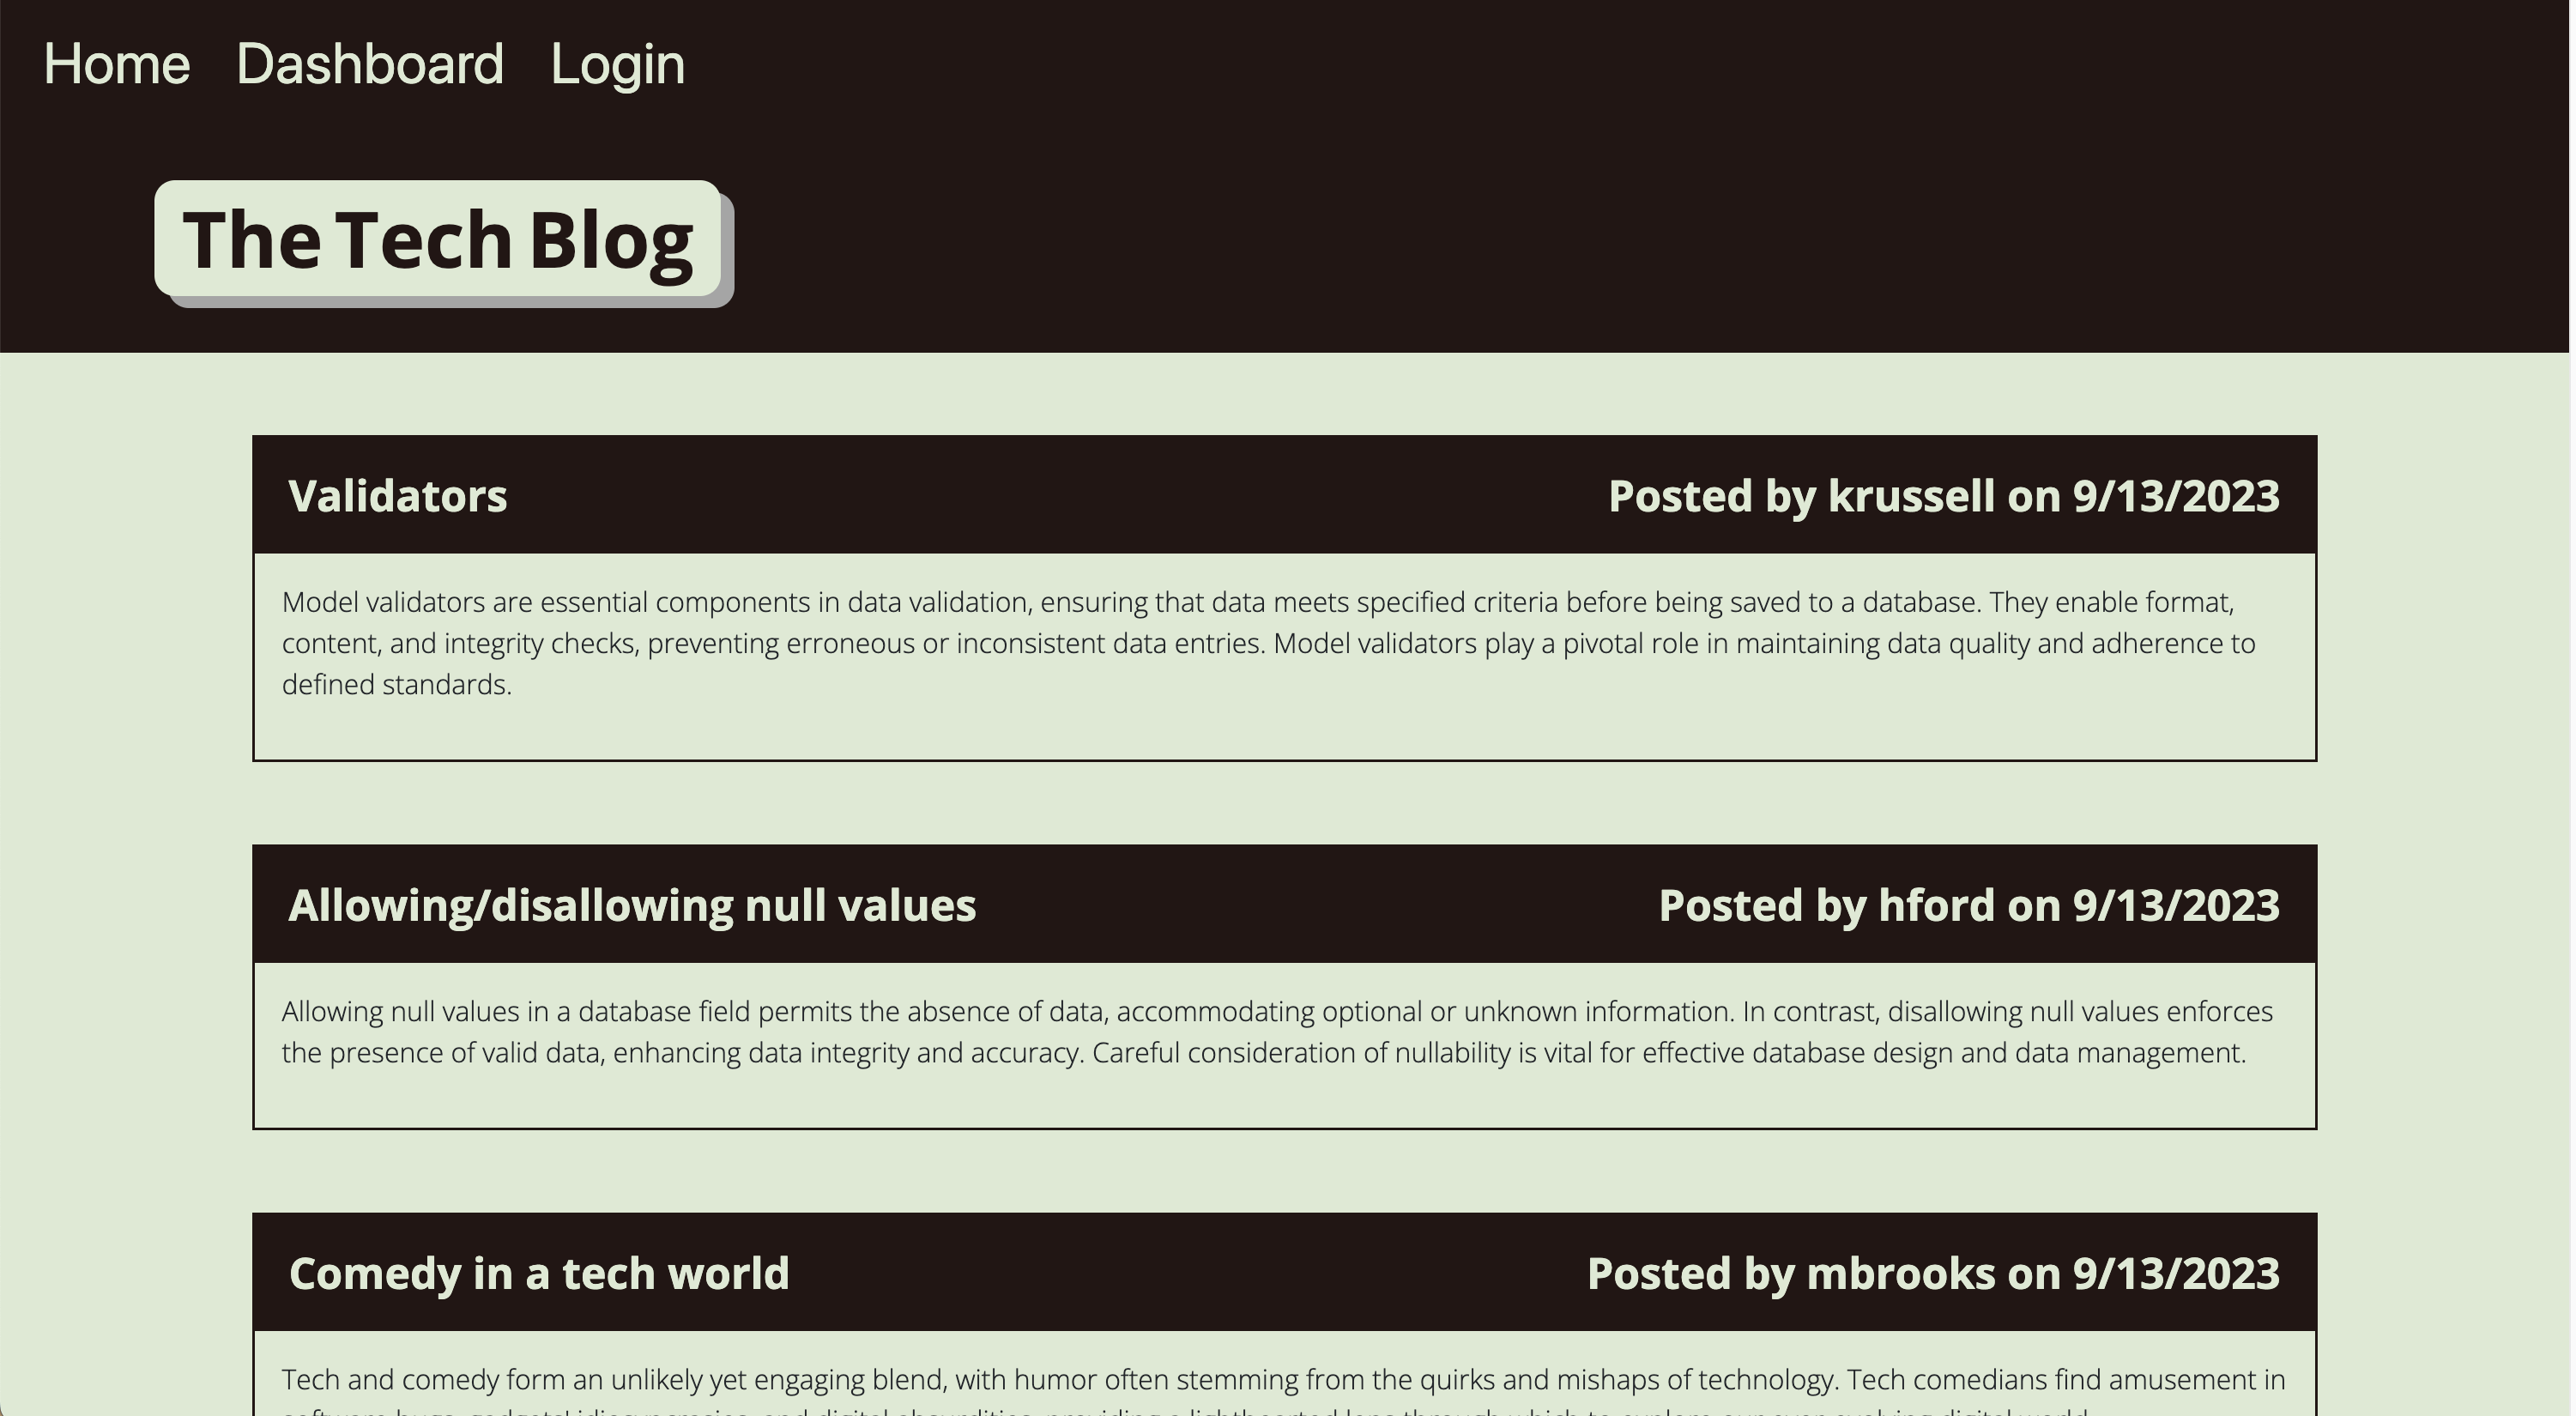 Home Dashboard Login
The Tech Blog
Validators Posted by krussell on 9/13/2023
Model validators are essential components in data validation, ensuring that data meets specified criteria before being saved to a database. They enable format,
content, and integrity checks, preventing erroneous or inconsistent data entries. Model validators play a pivotal role in maintaining data quality and adherence to
defined standards.
Allowing/disallowing null values Posted by hford on 9/13/2023
Allowing null values in a database field permits the absence of data, accommodating optional or unknown information. In contrast, disallowing null values enforces
the presence of valid data, enhancing data integrity and accuracy. Careful consideration of nullability is vital for effective database design and data management.
Comedy in a tech world Posted by mbrooks on 9/13/2023
Tech and comedy form an unlikely yet engaging blend, with humor often stemming from the quirks and mishaps of technology. Tech comedians find amusement in